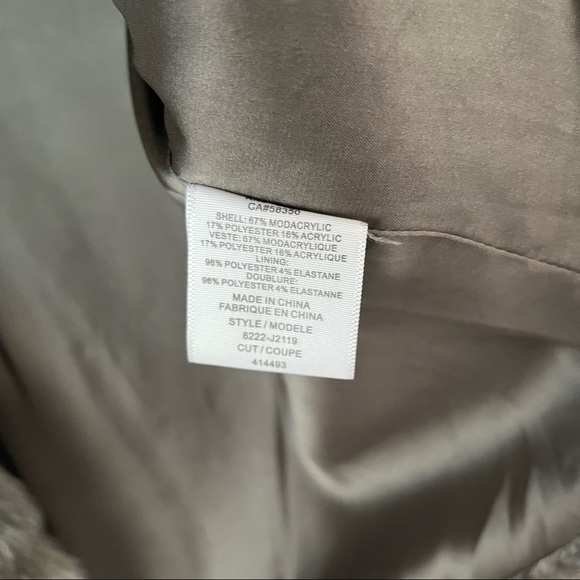 CA#58350
SHELL: 67% MODACRYLIC
17% POLYESTER 16% ACRYLIC
VESTE: 67% MODACRYLIQUE
17% POLYESTER 16% ACRYLIQUE
LINING:
96% POLYESTER 4% ELASTANE
DOUBLURE:
96% POLYESTER 4% ELASTANNE
MADE IN CHINA
FABRIQUE EN CHINA
STYLE / MODELE
8222-J2119
CUT / COUPE
414493